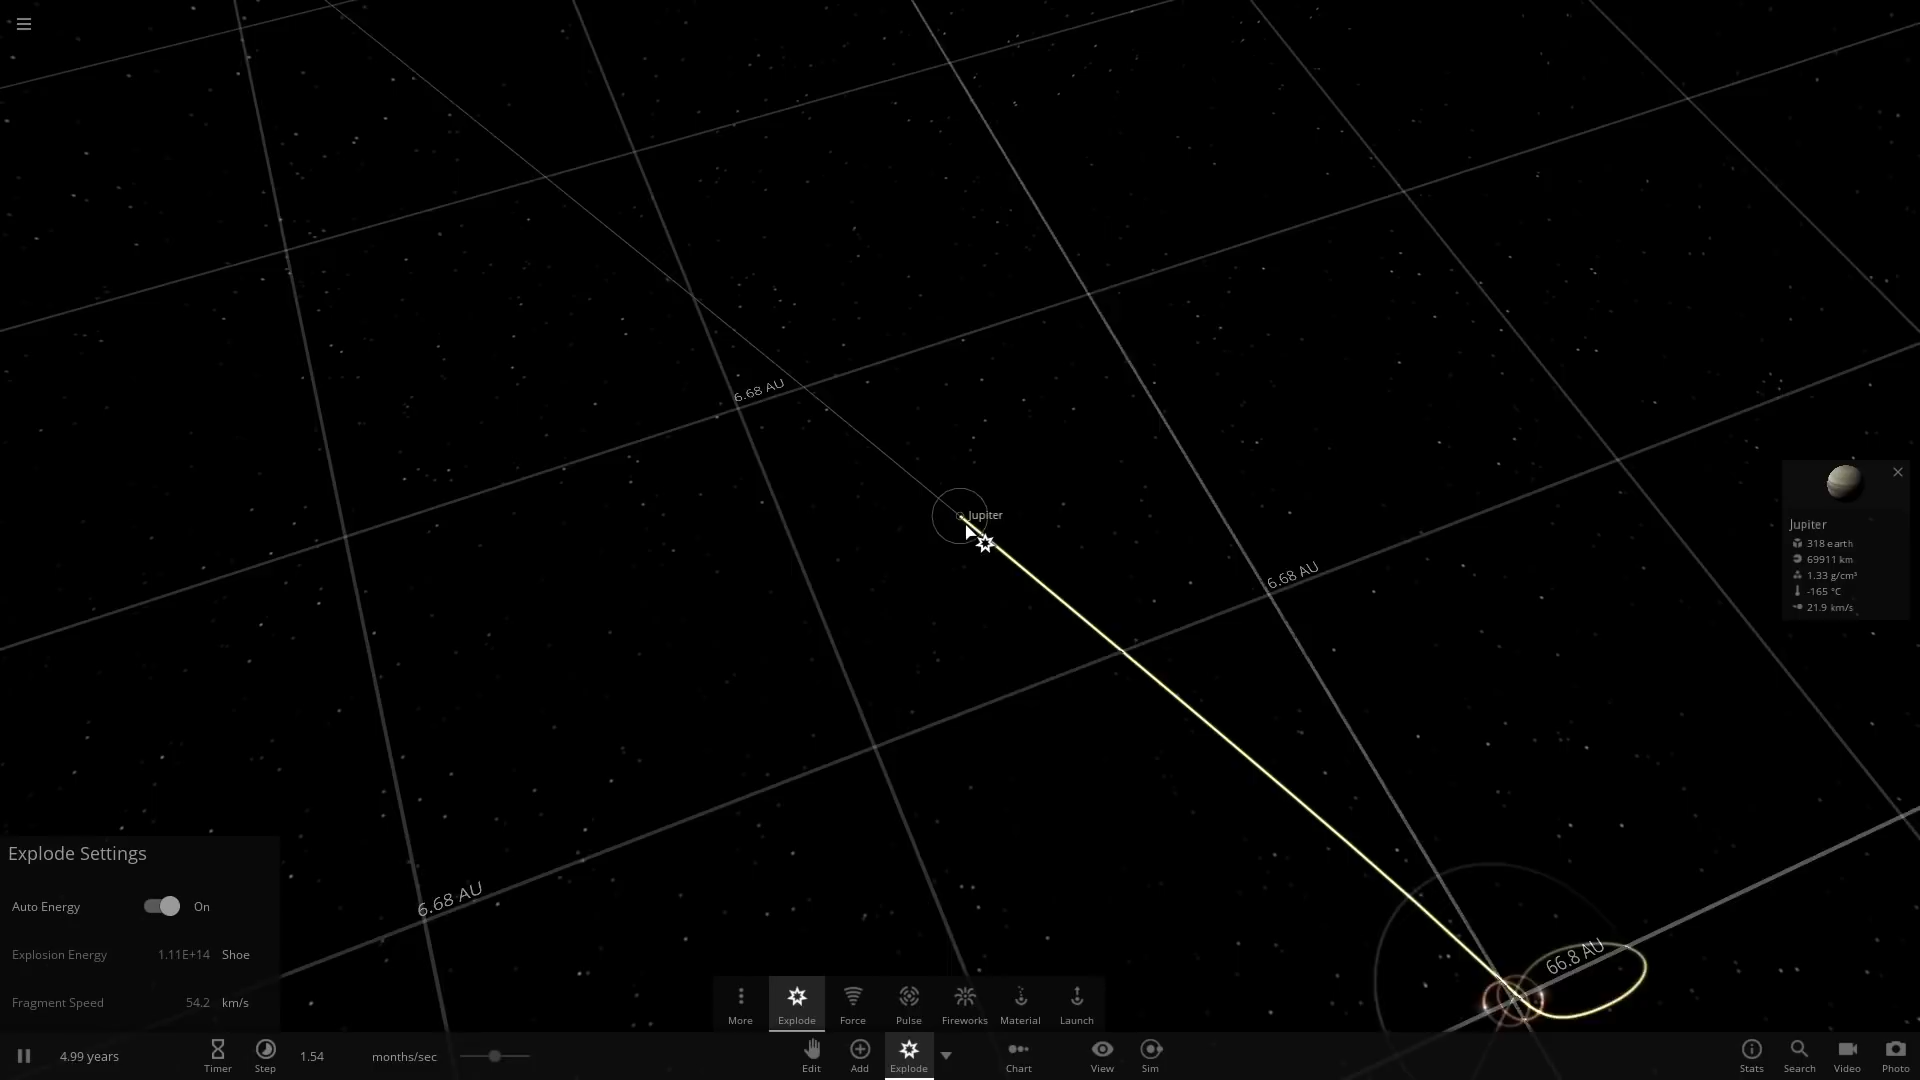 6.68 AU
Jupiter
6.68 AU
Jupiter
318 earth
69911 km
1.33 g/cm³
-165 °C
21.9 km/s
Explode Settings
6.68 AU
Auto Energy On
66.8 AU
Explosion Energy 1.11E+14 Shoe
Fragment Speed 54.2 km/s
More Explode Force Pulse Fireworks Material Launch
4.99 years Timer Step 1.54 months/sec Edit Add Explode Chart View Sim Stats Search Video Photo